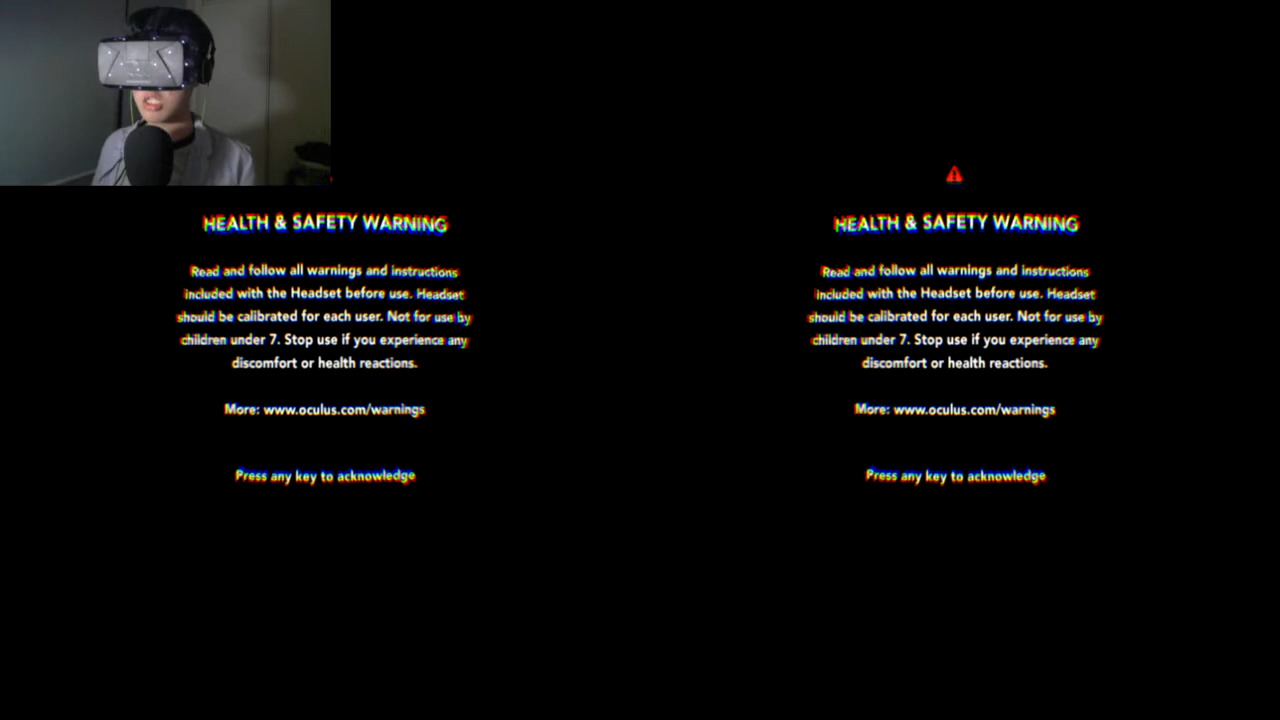 HEALTH & SAFETY WARNING
Read and follow all warnings and instructions
included with the Headset before use. Headset
should be calibrated for each user. Not for use by
children under 7. Stop use if you experience any
discomfort or health reactions.
More: www.oculus.com/warnings
Press any key to acknowledge
HEALTH & SAFETY WARNING
Read and follow all warnings and instructions
included with the Headset before use. Headset
should be calibrated for each user. Not for use by
children under 7. Stop use if you experience any
discomfort or health reactions.
More: www.oculus.com/warnings
Press any key to acknowledge